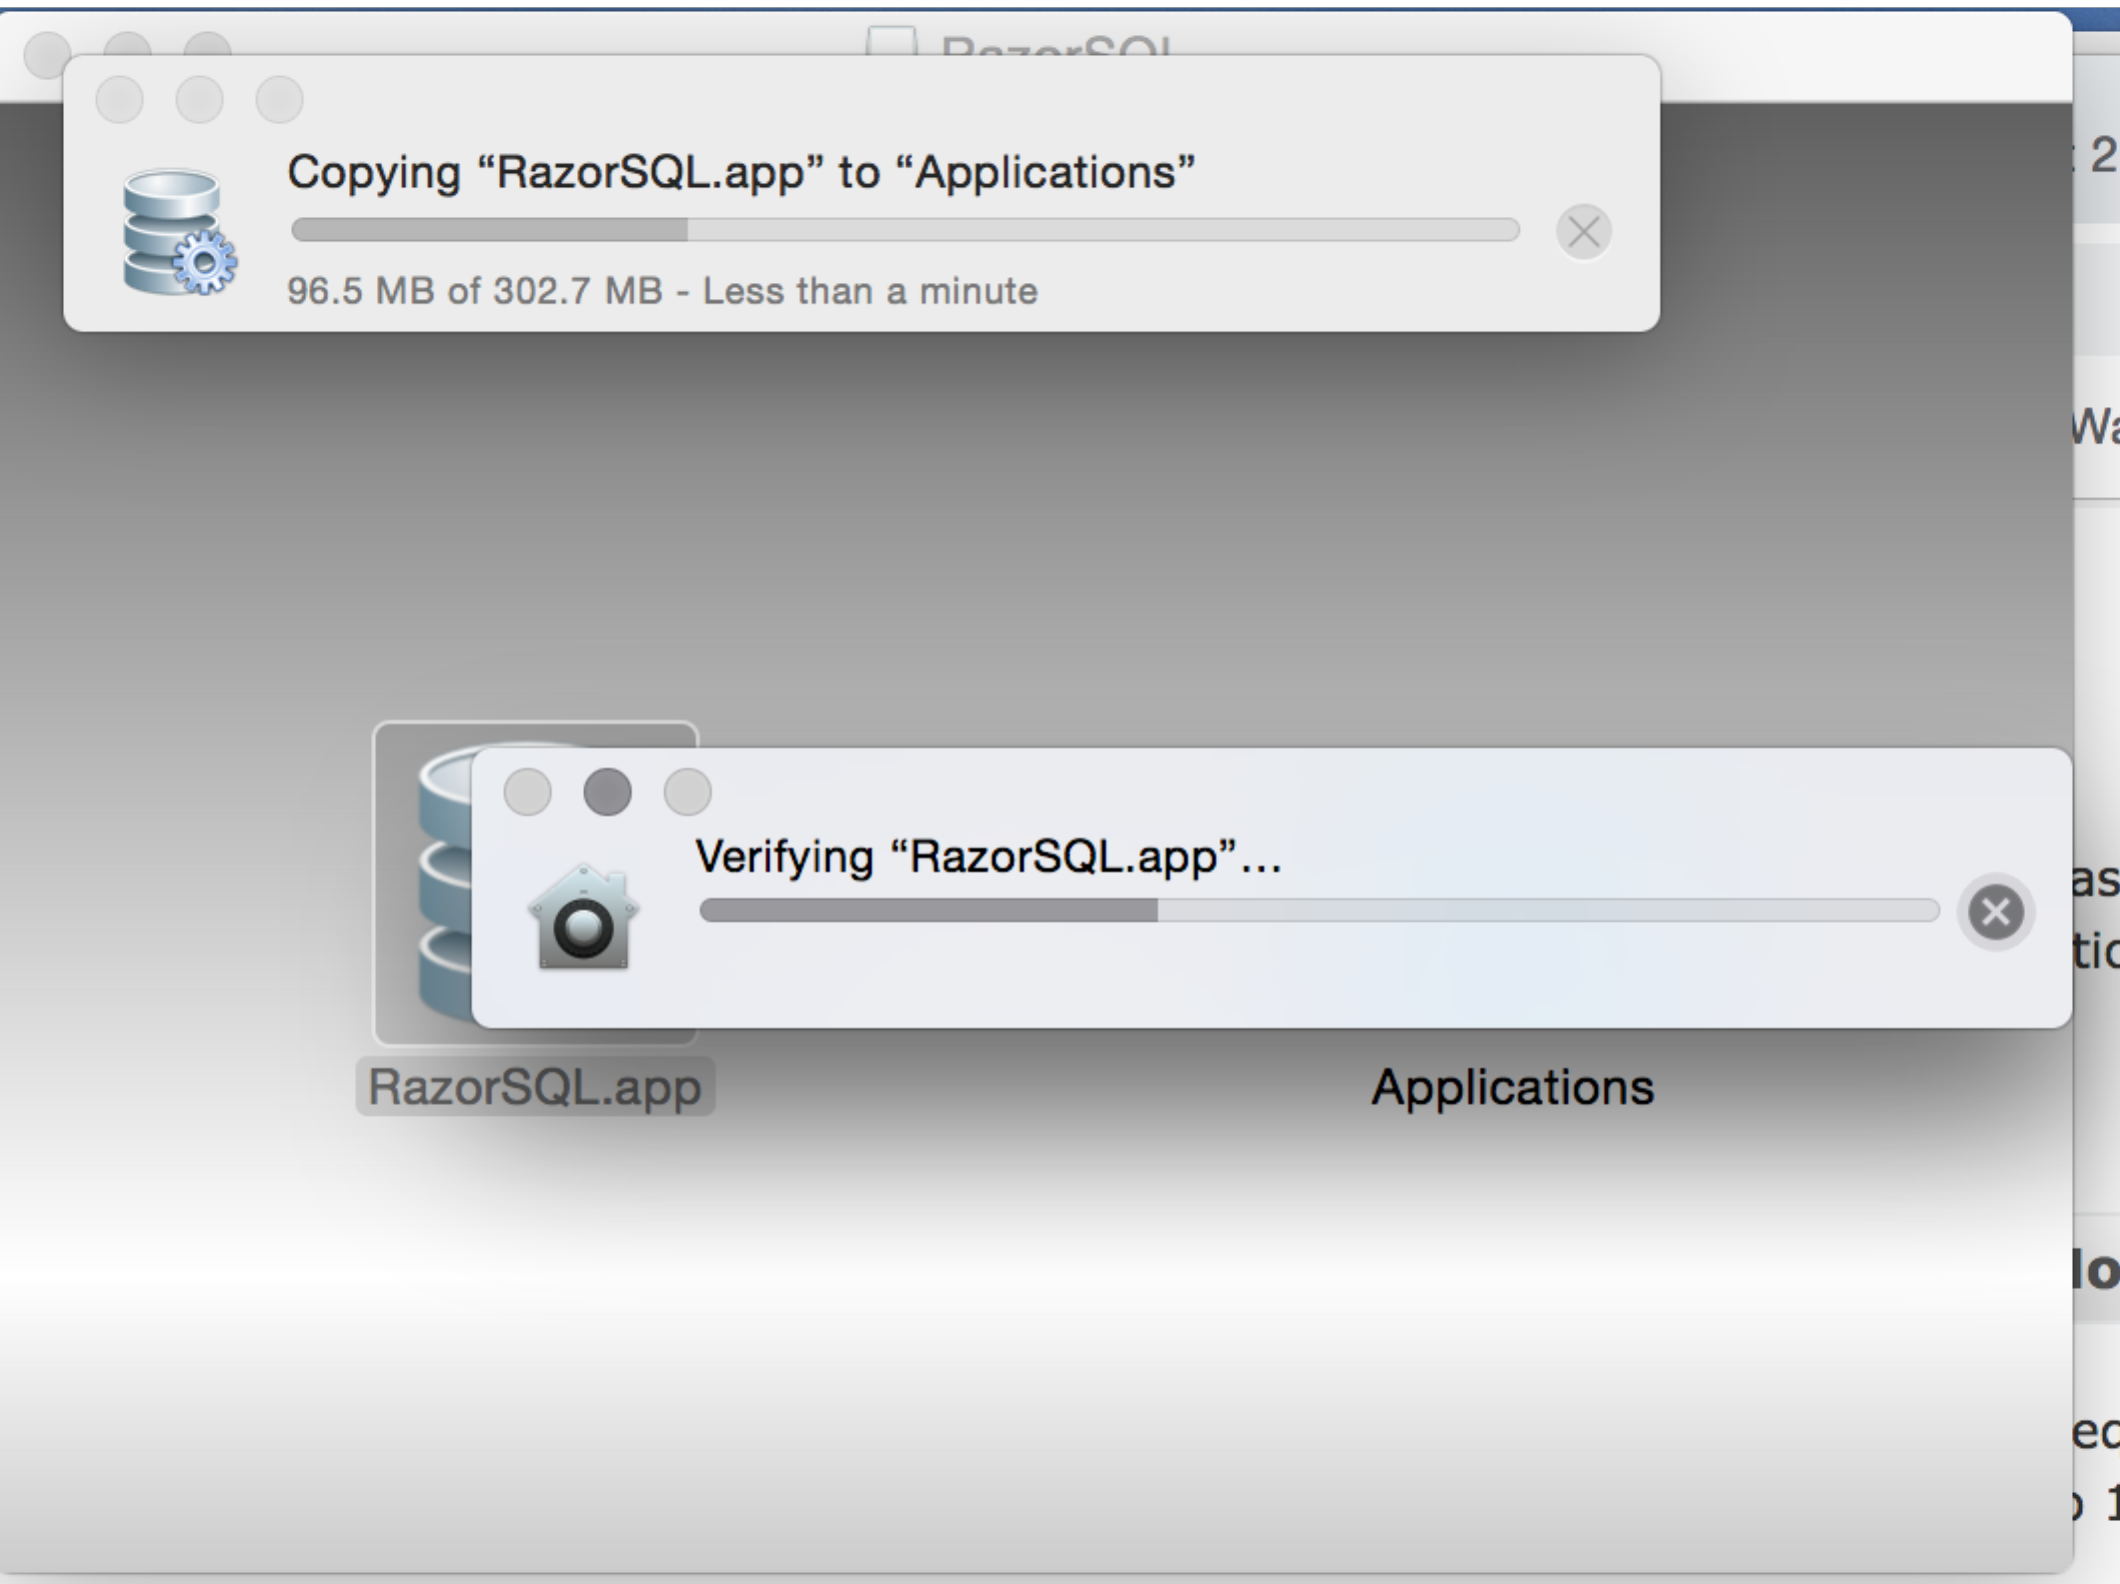 RazorSQL
Copying “RazorSQL.app” to “Applications”
96.5 MB of 302.7 MB - Less than a minute
Verifying “RazorSQL.app”...
RazorSQL.app
Applications